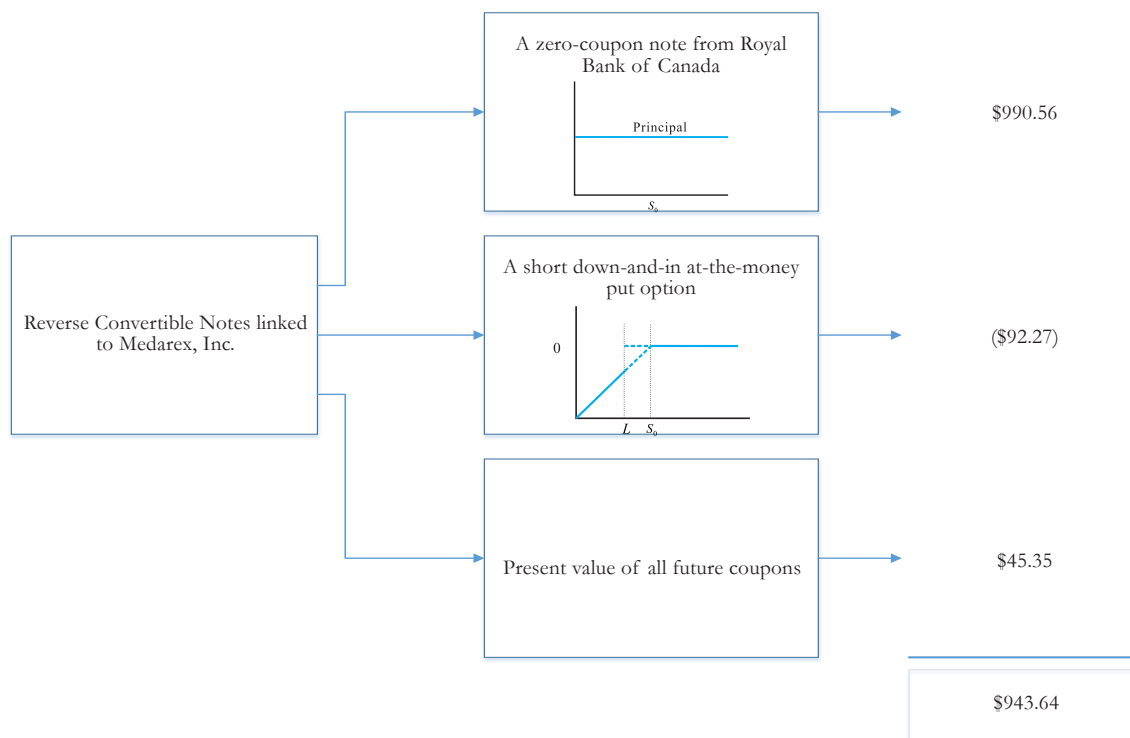 A zero-coupon note from Royal
Bank of Canada
Principal
S₀
$990.56
Reverse Convertible Notes linked
to Medarex, Inc.
A short down-and-in at-the-money
put option
0
L S₀
($92.27)
Present value of all future coupons
$45.35
$943.64